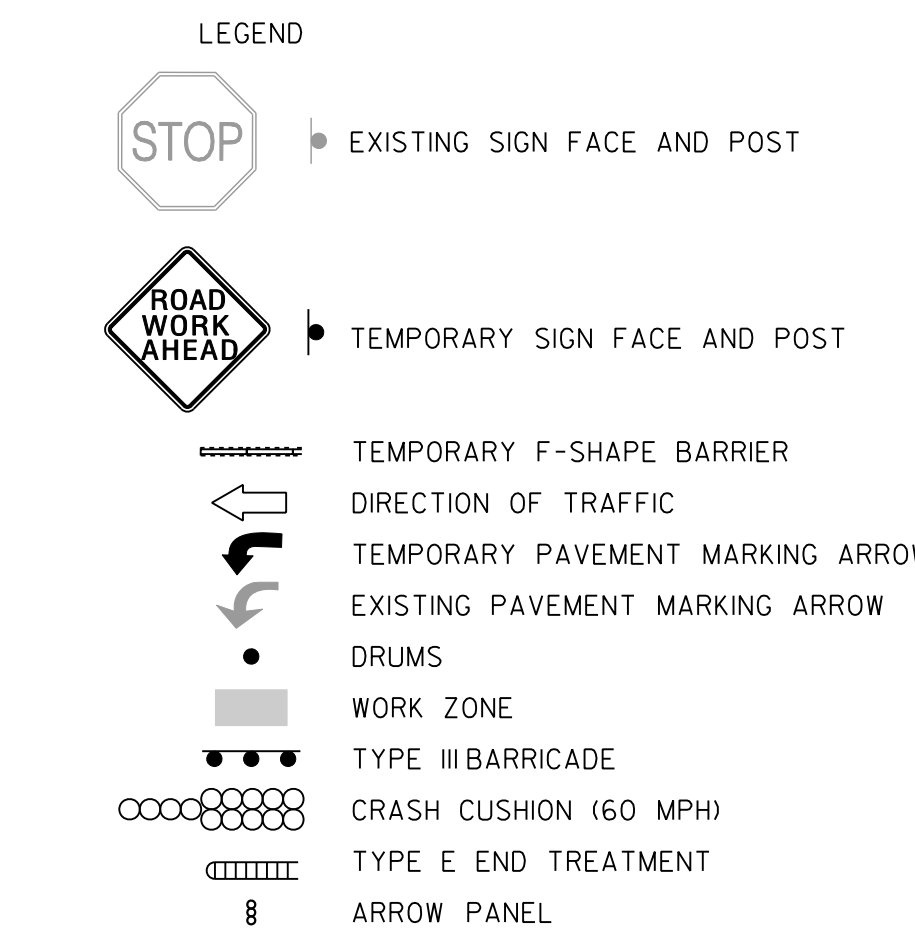 LEGEND
STOP
EXISTING SIGN FACE AND POST
ROAD
WORK
AHEAD
TEMPORARY SIGN FACE AND POST
TEMPORARY F-SHAPE BARRIER
DIRECTION OF TRAFFIC
TEMPORARY PAVEMENT MARKING ARROW
EXISTING PAVEMENT MARKING ARROW
DRUMS
WORK ZONE
TYPE III BARRICADE
CRASH CUSHION (60 MPH)
TYPE E END TREATMENT
ARROW PANEL